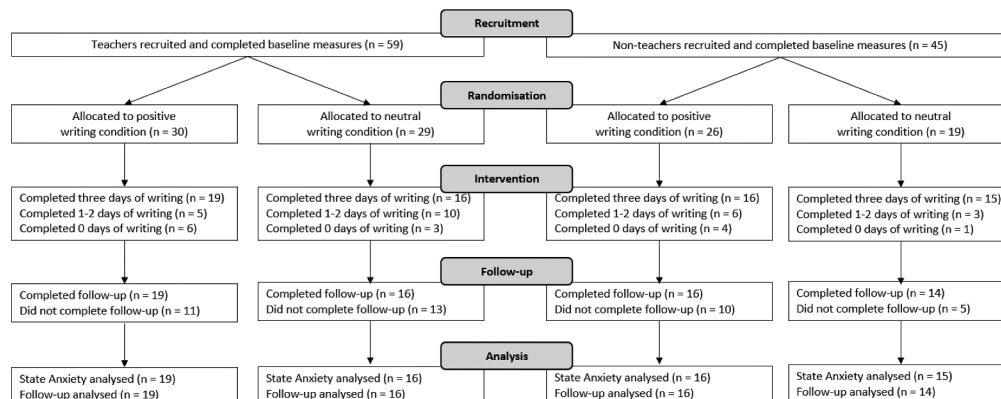 Recruitment
Teachers recruited and completed baseline measures (n = 59)
Non-teachers recruited and completed baseline measures (n = 45)
Randomisation
Allocated to positive
writing condition (n = 30)
Allocated to neutral
writing condition (n = 29)
Allocated to positive
writing condition (n = 26)
Allocated to neutral
writing condition (n = 19)
Intervention
Completed three days of writing (n = 19)
Completed 1-2 days of writing (n = 5)
Completed 0 days of writing (n = 6)
Completed three days of writing (n = 16)
Completed 1-2 days of writing (n = 10)
Completed 0 days of writing (n = 3)
Completed three days of writing (n = 16)
Completed 1-2 days of writing (n = 6)
Completed 0 days of writing (n = 4)
Completed three days of writing (n = 15)
Completed 1-2 days of writing (n = 3)
Completed 0 days of writing (n = 1)
Follow-up
Completed follow-up (n = 19)
Did not complete follow-up (n = 11)
Completed follow-up (n = 16)
Did not complete follow-up (n = 13)
Completed follow-up (n = 16)
Did not complete follow-up (n = 10)
Completed follow-up (n = 14)
Did not complete follow-up (n = 5)
Analysis
State Anxiety analysed (n = 19)
Follow-up analysed (n = 19)
State Anxiety analysed (n = 16)
Follow-up analysed (n = 16)
State Anxiety analysed (n = 16)
Follow-up analysed (n = 16)
State Anxiety analysed (n = 15)
Follow-up analysed (n = 14)